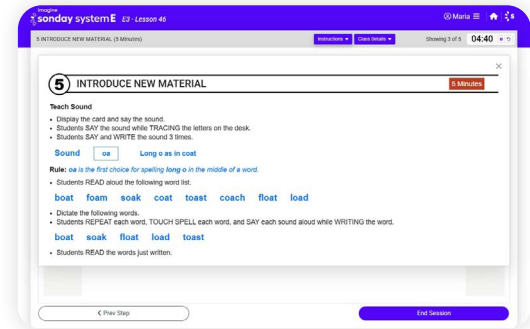 imagine
sonday system E E3 - Lesson 46
Maria
5 INTRODUCE NEW MATERIAL (5 Minutes)
Instructions
Class Details
Showing 3 of 5
04:40
5 INTRODUCE NEW MATERIAL
5 Minutes
Teach Sound
• Display the card and say the sound.
• Students SAY the sound while TRACING the letters on the desk.
• Students SAY and WRITE the sound 3 times.
Sound oa Long o as in coat
Rule: oa is the first choice for spelling long o in the middle of a word.
• Students READ aloud the following word list.
boat foam soak coat toast coach float load
• Dictate the following words.
• Students REPEAT each word, TOUCH SPELL each word, and SAY each sound aloud while WRITING the word.
boat soak float load toast
• Students READ the words just written.
Prev Step
End Session